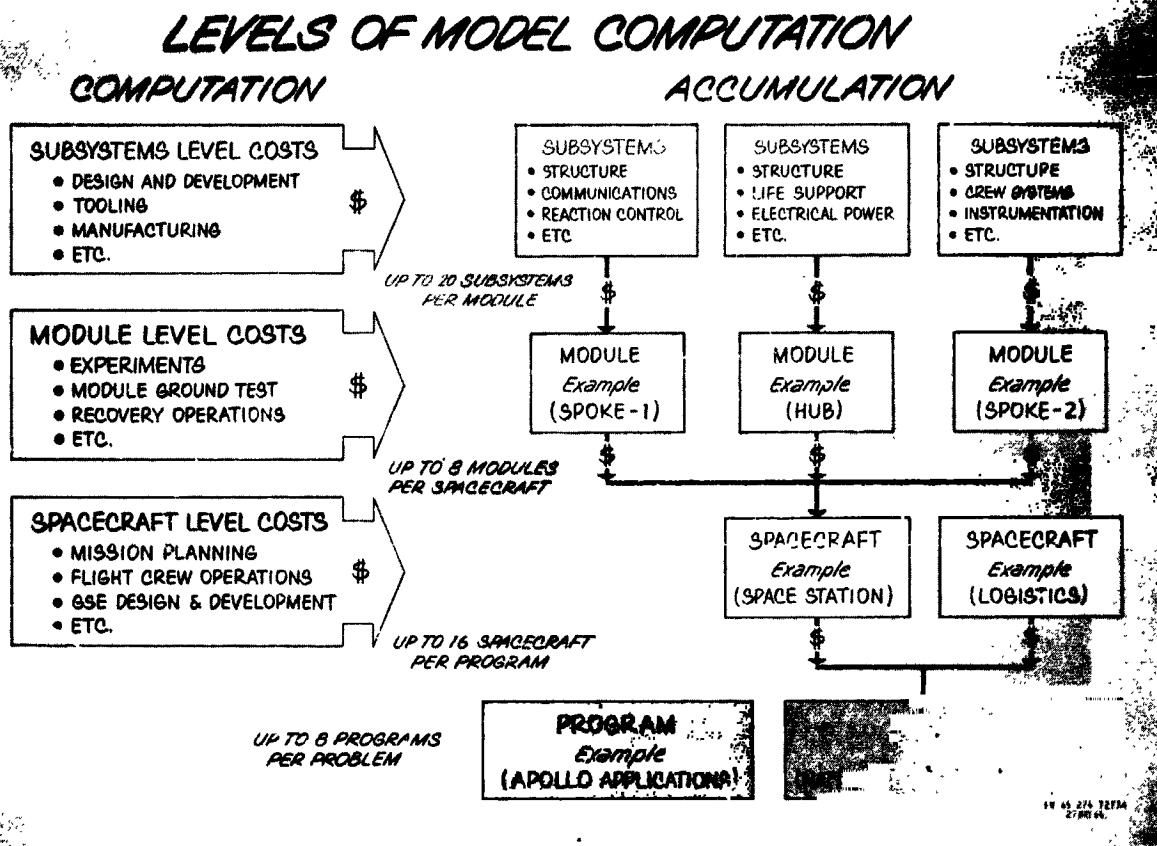 LEVELS OF MODEL COMPUTATION
COMPUTATION
SUBSYSTEMS LEVEL COSTS
• DESIGN AND DEVELOPMENT
• TOOLING
• MANUFACTURING
• ETC.
$
UP TO 20 SUBSYSTEMS
PER MODULE
MODULE LEVEL COSTS
• EXPERIMENTS
• MODULE GROUND TEST
• RECOVERY OPERATIONS
• ETC.
$
UP TO 8 MODULES
PER SPACECRAFT
SPACECRAFT LEVEL COSTS
• MISSION PLANNING
• FLIGHT CREW OPERATIONS
• GSE DESIGN & DEVELOPMENT
• ETC.
$
UP TO 16 SPACECRAFT
PER PROGRAM
UP TO 8 PROGRAMS
PER PROBLEM
ACCUMULATION
SUBSYSTEMS
• STRUCTURE
• COMMUNICATIONS
• REACTION CONTROL
• ETC
SUBSYSTEMS
• STRUCTURE
• LIFE SUPPORT
• ELECTRICAL POWER
• ETC.
SUBSYSTEMS
• STRUCTURE
• CREW SYSTEMS
• INSTRUMENTATION
• ETC.
$
$
$
MODULE
Example
(SPOKE-1)
MODULE
Example
(HUB)
MODULE
Example
(SPOKE-2)
$
$
$
SPACECRAFT
Example
(SPACE STATION)
SPACECRAFT
Example
(LOGISTICS)
$
$
PROGRAM
Example
(APOLLO APPLICATIONS)